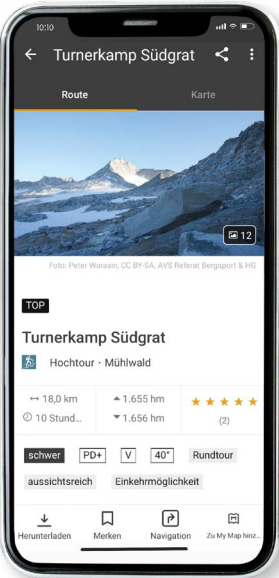 10:10
Turnerkamp Südgrat
Route Karte
12
Foto: Peter Warasin, CC BY-SA, AVS Referat Bergsport & HG
TOP
Turnerkamp Südgrat
Hochtour · Mühlwald
18,0 km 1.655 hm
10 Stund... 1.656 hm (2)
schwer PD+ V 40° Rundtour
aussichtsreich Einkehrmöglichkeit
Herunterladen Merken Navigation Zu My Map hinz...